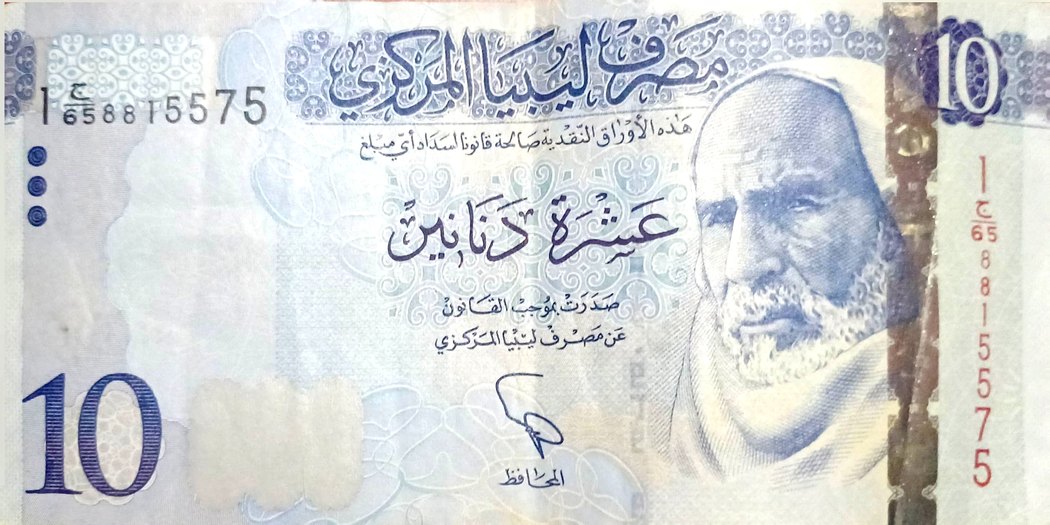 مصرف ليبيا المركزي
10
1 ج/65 8815575
هذه الأوراق النقدية صالحة قانونا لسداد أي مبلغ
عشرة دنانير
صدرت بموجب القانون
عن مصرف ليبيا المركزي
المحافظ
10
1 ج/65 8815575